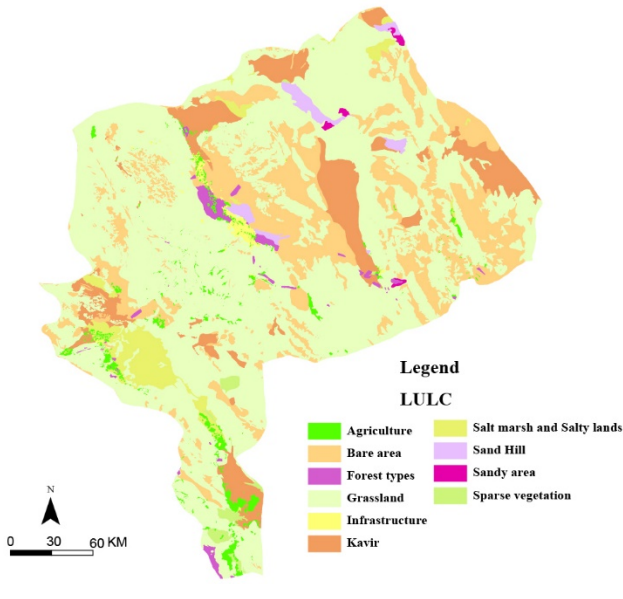 Legend
LULC
Agriculture
Bare area
Forest types
Grassland
Infrastructure
Kavir
Salt marsh and Salty lands
Sand Hill
Sandy area
Sparse vegetation
N
0 30 60 KM